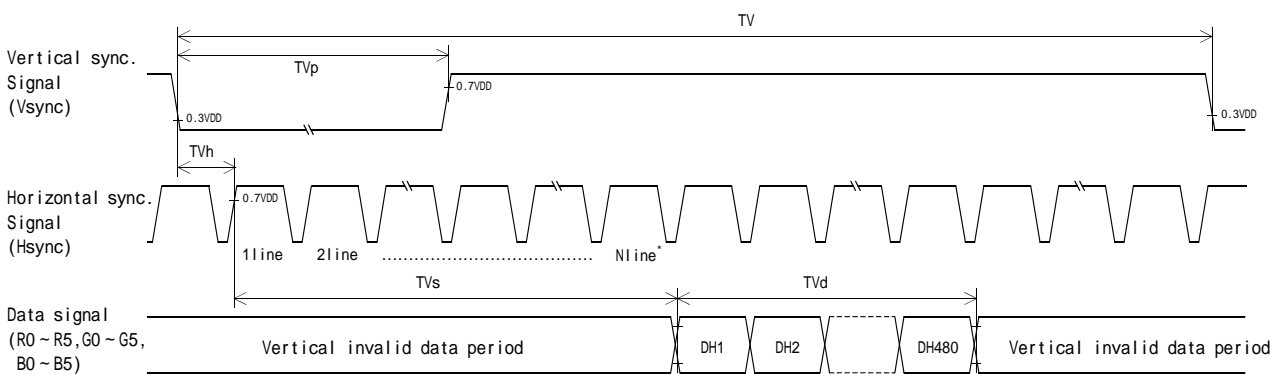 TV
Vertical sync.
Signal
(Vsync)
TVp
0.7VDD
0.3VDD
0.3VDD
TVh
Horizontal sync.
Signal
(Hsync)
0.7VDD
1line 2line ...................................... Nline*
TVs TVd
Data signal
(R0~R5,G0~G5,
B0~B5)
Vertical invalid data period DH1 DH2 DH480 Vertical invalid data period